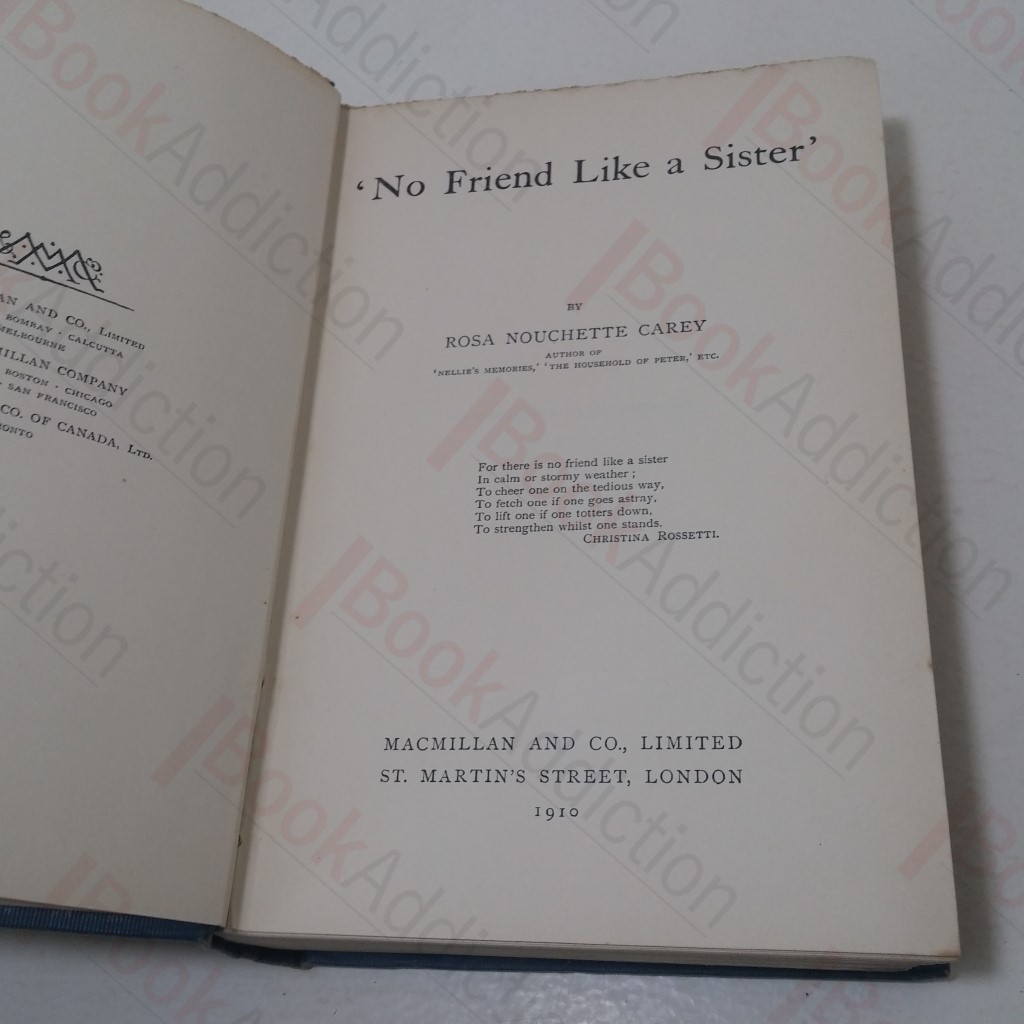 AN AND CO., LIMITED
BOMBAY · CALCUTTA
MELBOURNE
MILLAN COMPANY
BOSTON · CHICAGO
SAN FRANCISCO
CO. OF CANADA, LTD.
RONTO
‘No Friend Like a Sister’
BY
ROSA NOUCHETTE CAREY
AUTHOR OF
‘NELLIE'S MEMORIES,’ ‘THE HOUSEHOLD OF PETER,’ ETC.
For there is no friend like a sister
In calm or stormy weather ;
To cheer one on the tedious way,
To fetch one if one goes astray,
To lift one if one totters down,
To strengthen whilst one stands.
CHRISTINA ROSSETTI.
MACMILLAN AND CO., LIMITED
ST. MARTIN'S STREET, LONDON
1910
BookAddiction